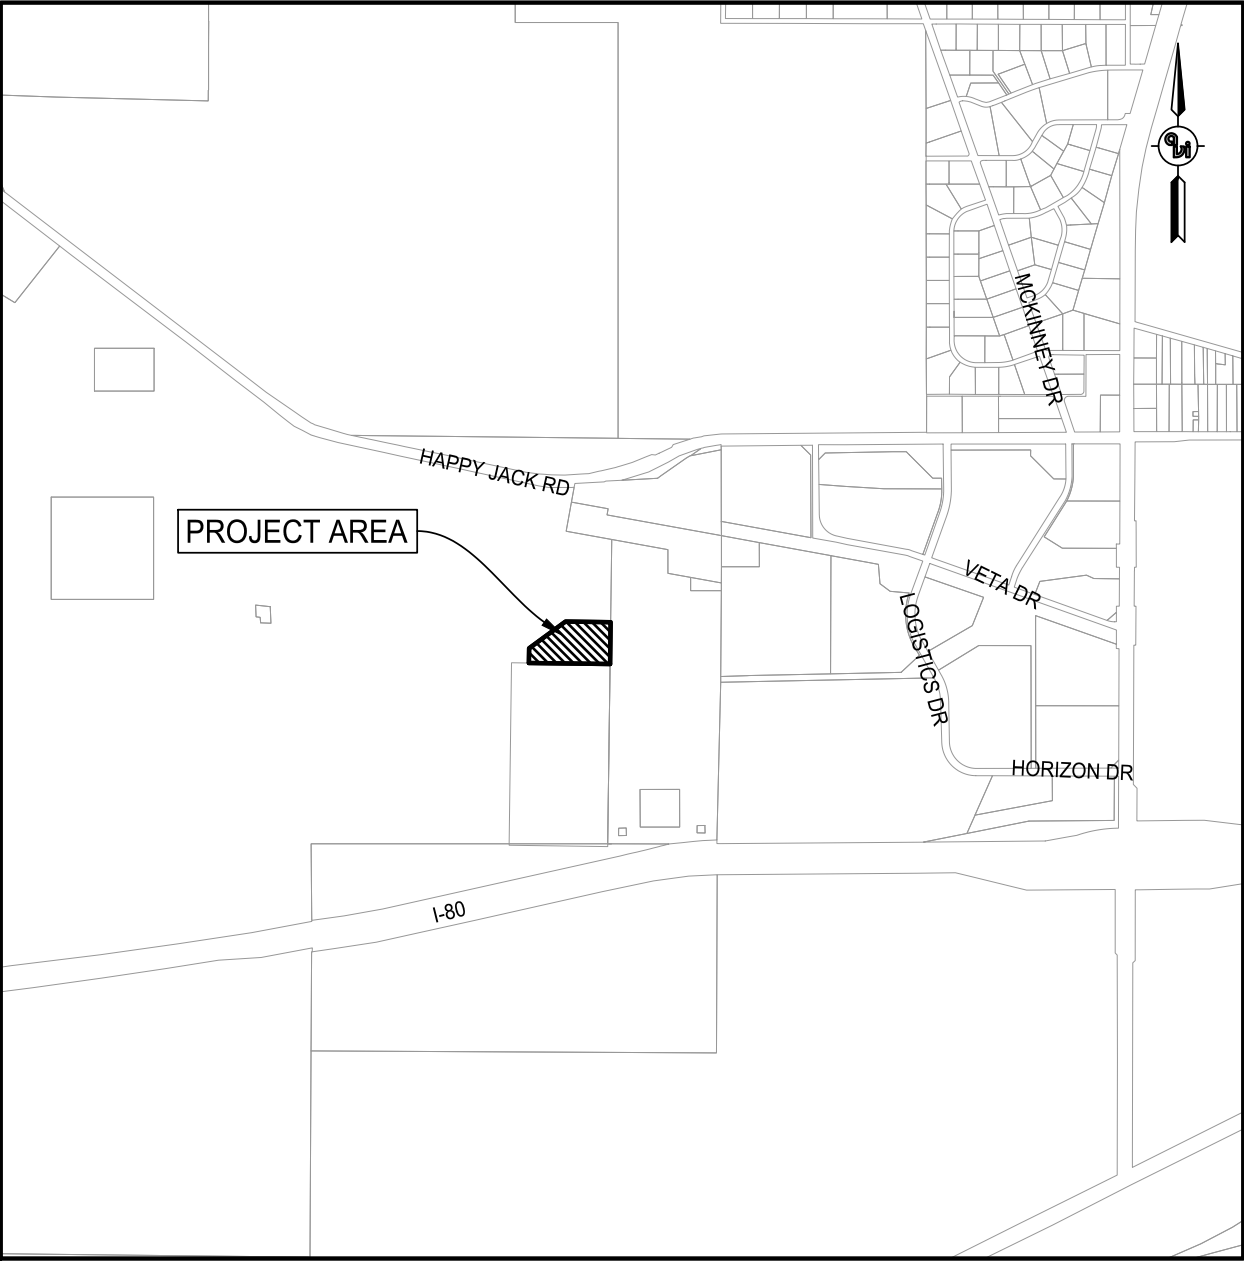 MCKINNEY DR
HAPPY JACK RD
PROJECT AREA
VETA DR
LOGISTICS DR
HORIZON DR
I-80